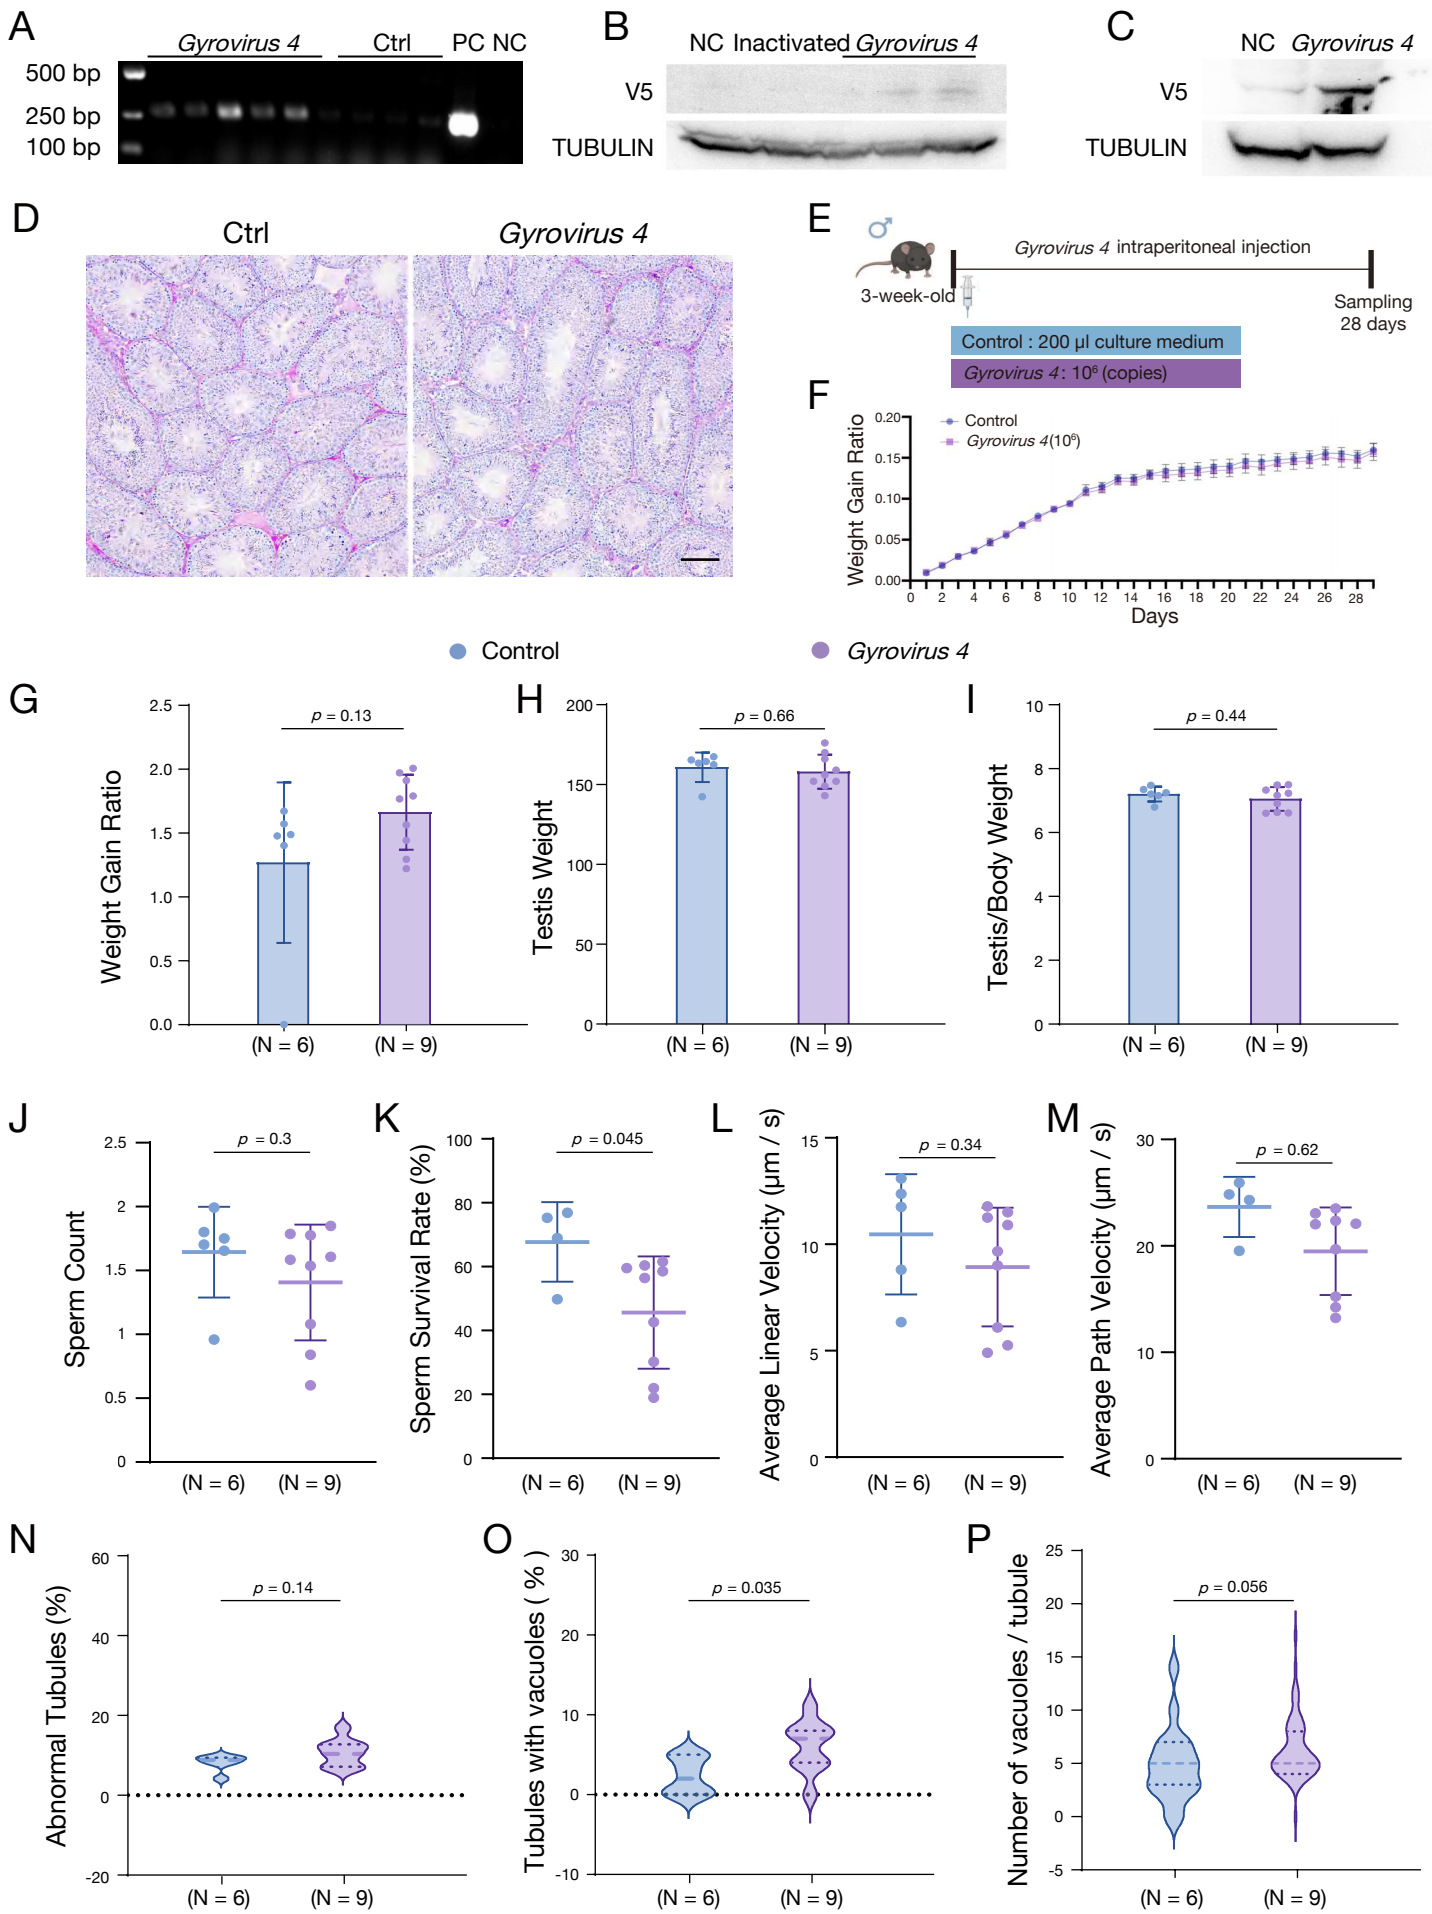 A
Gyrovirus 4 Ctrl PC NC
500 bp
250 bp
100 bp
B
NC Inactivated Gyrovirus 4
V5
TUBULIN
C
NC Gyrovirus 4
V5
TUBULIN
D
Ctrl Gyrovirus 4
E
♂
3-week-old
Gyrovirus 4 intraperitoneal injection
Sampling
28 days
Control : 200 µl culture medium
Gyrovirus 4 : 10⁶ (copies)
F
Weight Gain Ratio
0.20
0.15
0.10
0.05
0.00
Control
Gyrovirus 4(10⁶)
0 2 4 6 8 10 12 14 16 18 20 22 24 26 28
Days
Control Gyrovirus 4
G
Weight Gain Ratio
2.5
2.0
1.5
1.0
0.5
0.0
p = 0.13
(N = 6) (N = 9)
H
Testis Weight
200
150
100
50
0
p = 0.66
(N = 6) (N = 9)
I
Testis/Body Weight
10
8
6
4
2
0
p = 0.44
(N = 6) (N = 9)
J
Sperm Count
2.5
2
1.5
1
0.5
0
p = 0.3
(N = 6) (N = 9)
K
Sperm Survival Rate (%)
100
80
60
40
20
0
p = 0.045
(N = 6) (N = 9)
L
Average Linear Velocity (µm / s)
15
10
5
0
p = 0.34
(N = 6) (N = 9)
M
Average Path Velocity (µm / s)
30
20
10
0
p = 0.62
(N = 6) (N = 9)
N
Abnormal Tubules (%)
60
40
20
0
-20
p = 0.14
(N = 6) (N = 9)
O
Tubules with vacuoles ( % )
30
20
10
0
-10
p = 0.035
(N = 6) (N = 9)
P
Number of vacuoles / tubule
25
20
15
10
5
0
-5
p = 0.056
(N = 6) (N = 9)